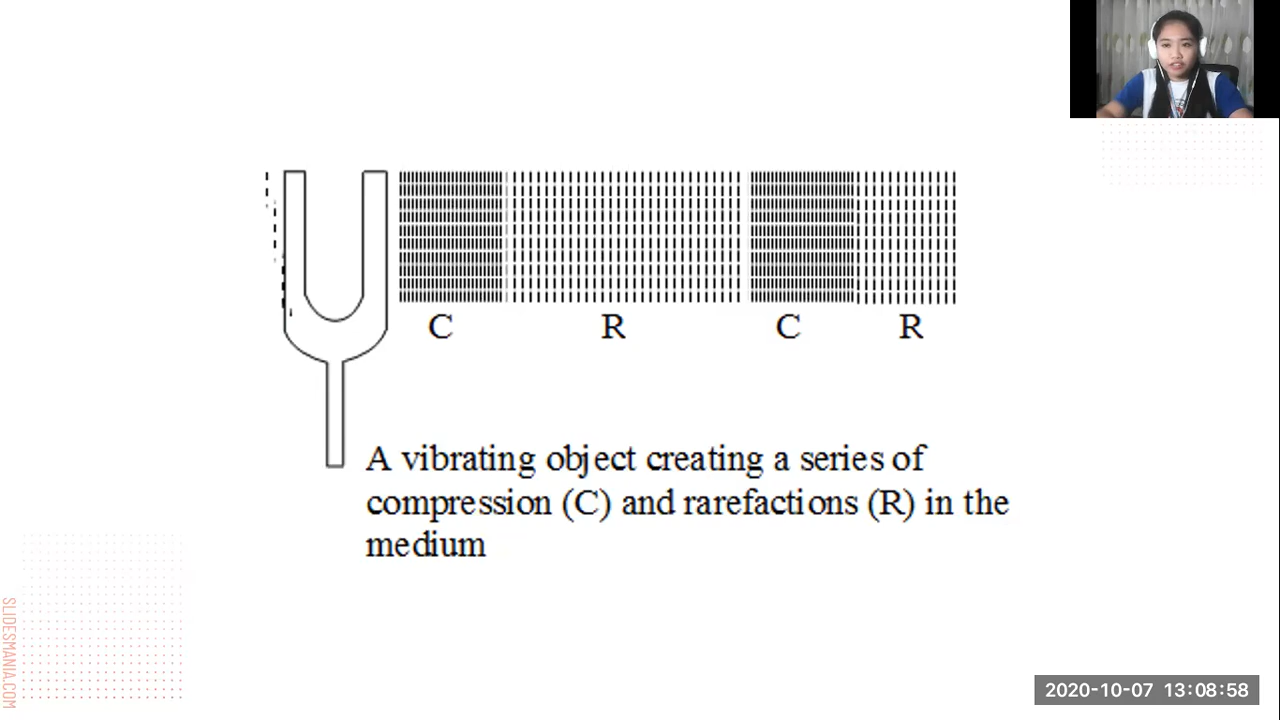 C R C R
A vibrating object creating a series of
compression (C) and rarefactions (R) in the
medium
SLIDESMANIA.COM
2020-10-07 13:08:58